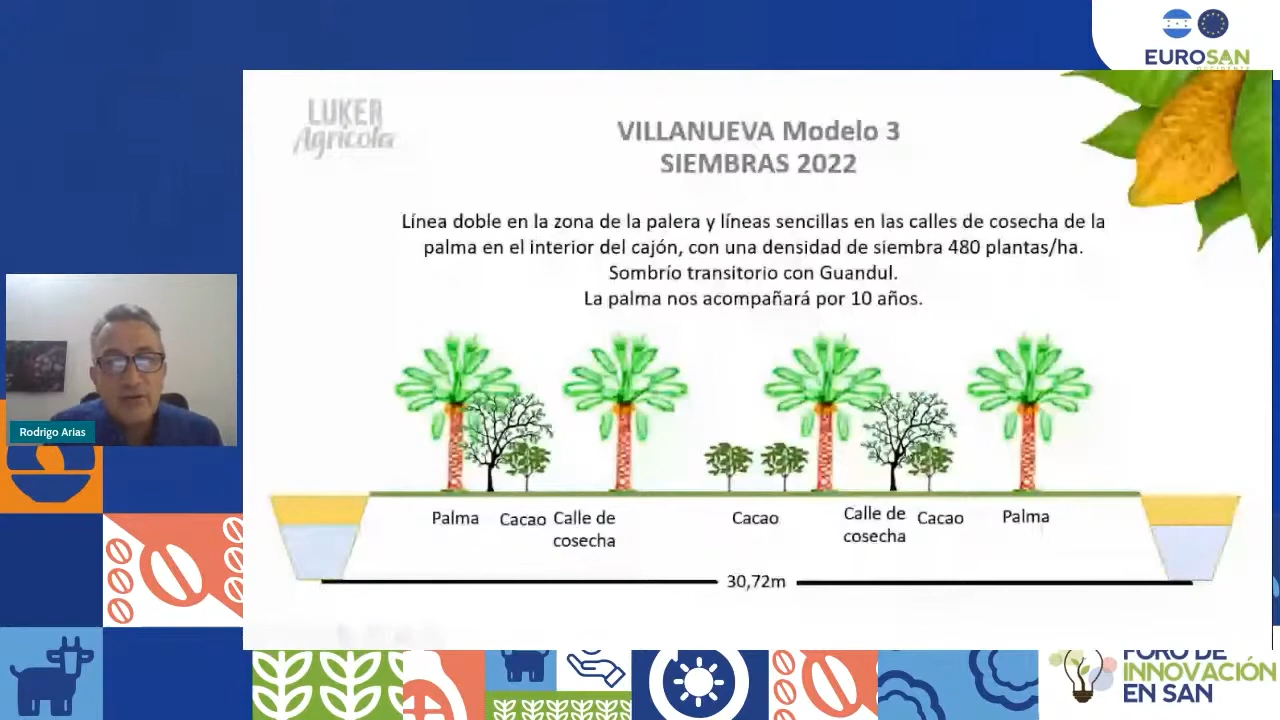 EUROSAN
OCCIDENTE
LUKER
Agrícola
VILLANUEVA Modelo 3
SIEMBRAS 2022
Línea doble en la zona de la palera y líneas sencillas en las calles de cosecha de la
palma en el interior del cajón, con una densidad de siembra 480 plantas/ha.
Sombrío transitorio con Guandul.
La palma nos acompañará por 10 años.
Rodrigo Arias
Palma
Cacao
Calle de
cosecha
Cacao
Calle de
cosecha
Cacao
Palma
30,72m
FORO DE
INNOVACIÓN
EN SAN